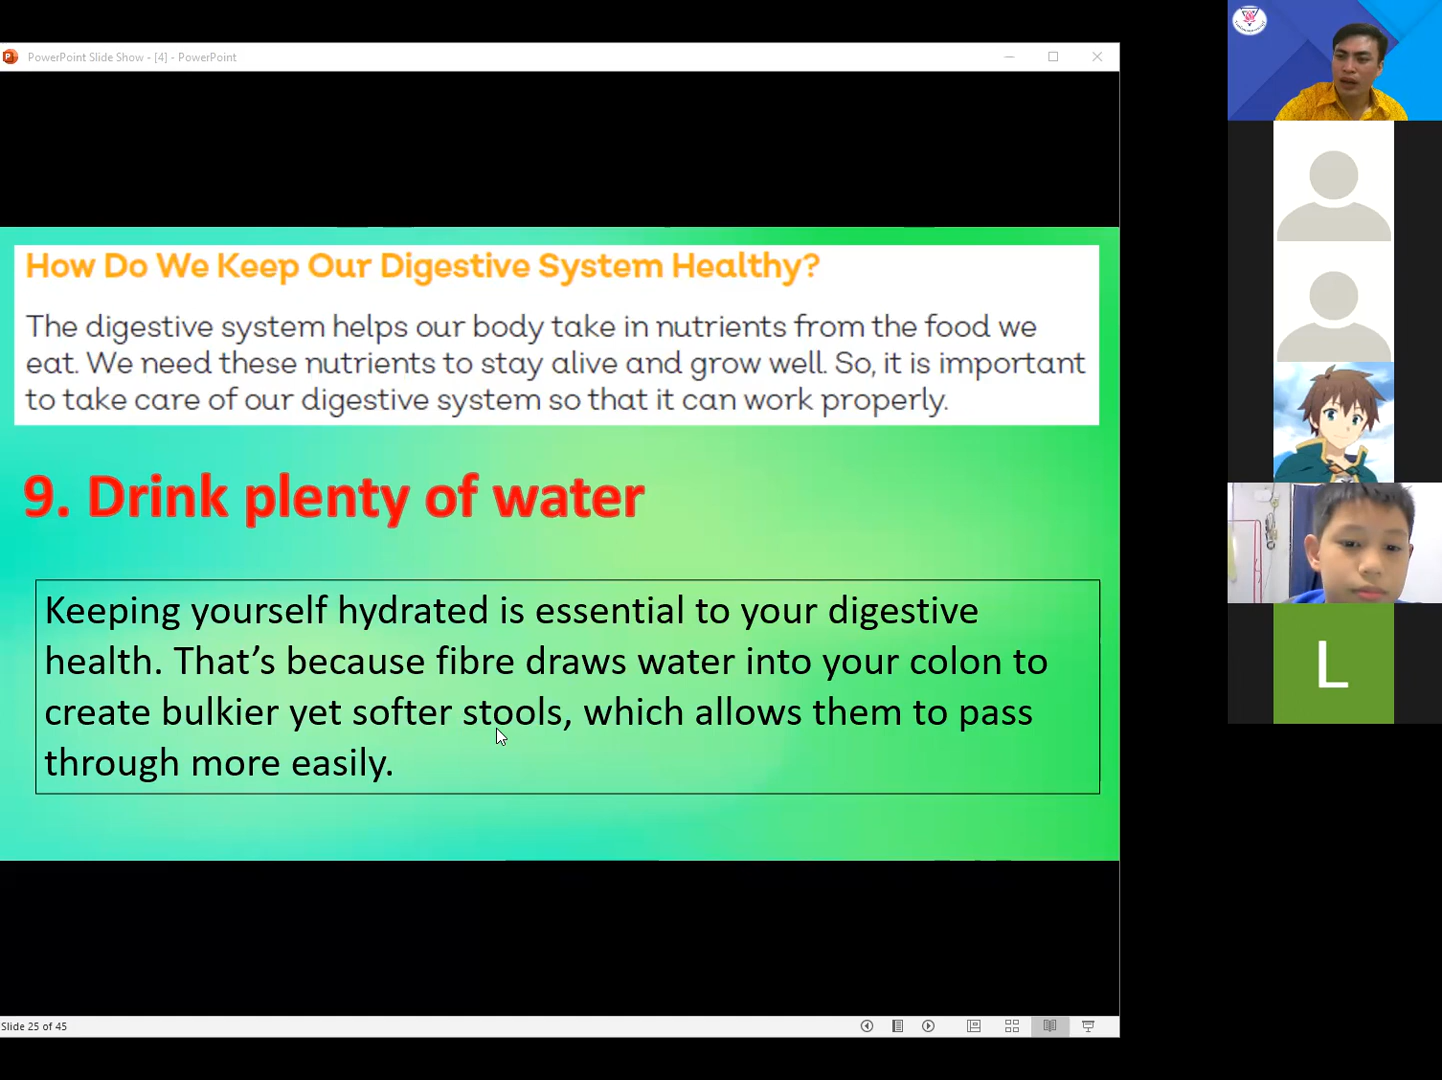 PowerPoint Slide Show - [4] - PowerPoint
How Do We Keep Our Digestive System Healthy?
The digestive system helps our body take in nutrients from the food we
eat. We need these nutrients to stay alive and grow well. So, it is important
to take care of our digestive system so that it can work properly.
9. Drink plenty of water
Keeping yourself hydrated is essential to your digestive
health. That’s because fibre draws water into your colon to
create bulkier yet softer stools, which allows them to pass
through more easily.
Slide 25 of 45
L